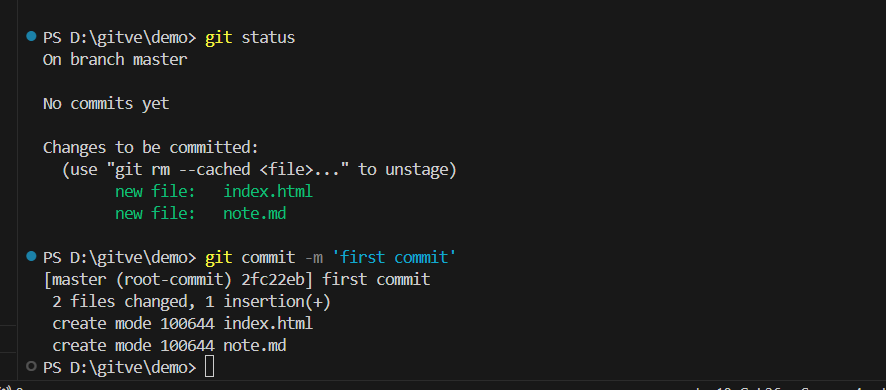 PS D:\gitve\demo> git status
On branch master

No commits yet

Changes to be committed:
  (use "git rm --cached <file>..." to unstage)
        new file:   index.html
        new file:   note.md

PS D:\gitve\demo> git commit -m 'first commit'
[master (root-commit) 2fc22eb] first commit
 2 files changed, 1 insertion(+)
 create mode 100644 index.html
 create mode 100644 note.md
PS D:\gitve\demo>